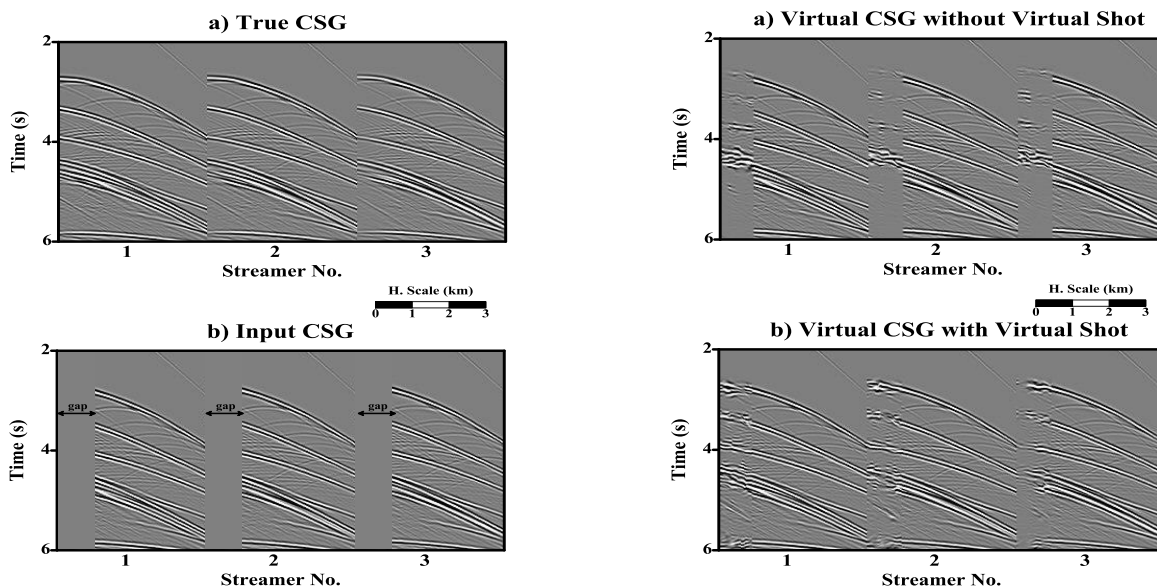 a) True CSG
2
4
6
Time (s)
1 2 3
Streamer No.
H. Scale (km)
0 1 2 3
b) Input CSG
2
4
6
Time (s)
gap gap gap
1 2 3
Streamer No.
a) Virtual CSG without Virtual Shot
2
4
6
Time (s)
1 2 3
Streamer No.
H. Scale (km)
0 1 2 3
b) Virtual CSG with Virtual Shot
2
4
6
Time (s)
1 2 3
Streamer No.